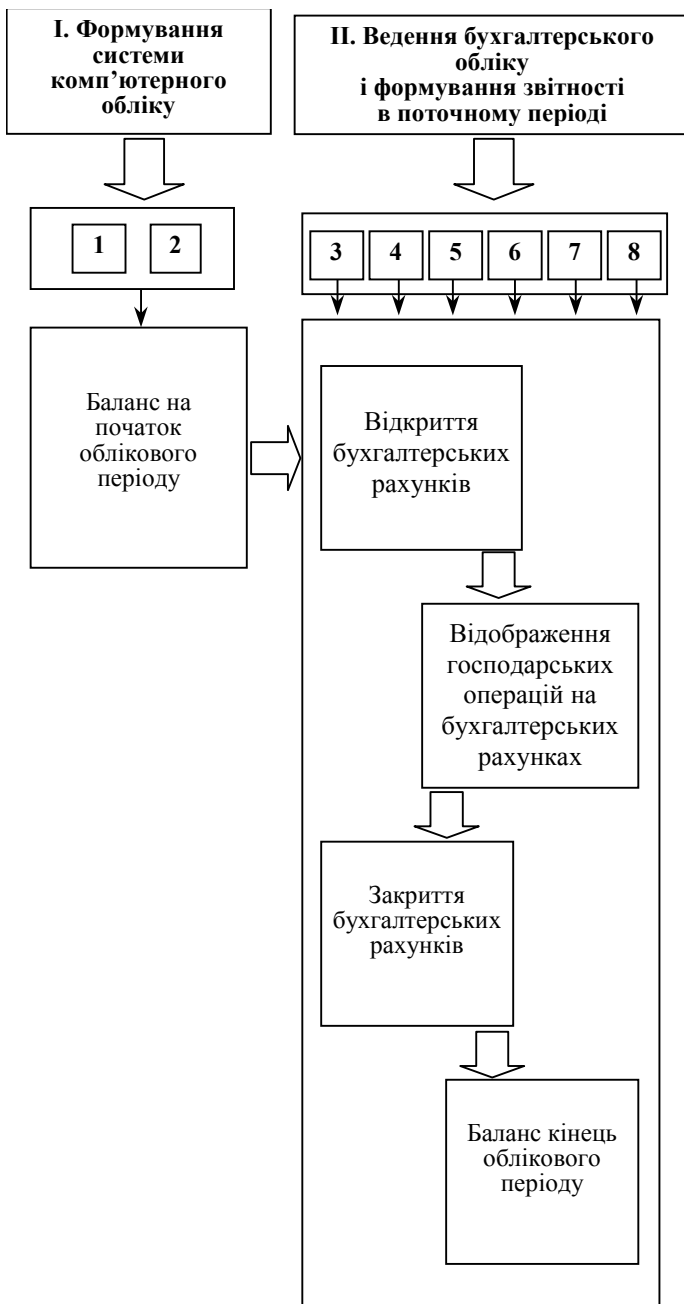 І. Формування
системи
комп’ютерного
обліку
ІІ. Ведення бухгалтерського
обліку
і формування звітності
в поточному періоді
1
2
3
4
5
6
7
8
Баланс на
початок
облікового
періоду
Відкриття
бухгалтерських
рахунків
Відображення
господарських
операцій на
бухгалтерських
рахунках
Закриття
бухгалтерських
рахунків
Баланс кінець
облікового
періоду